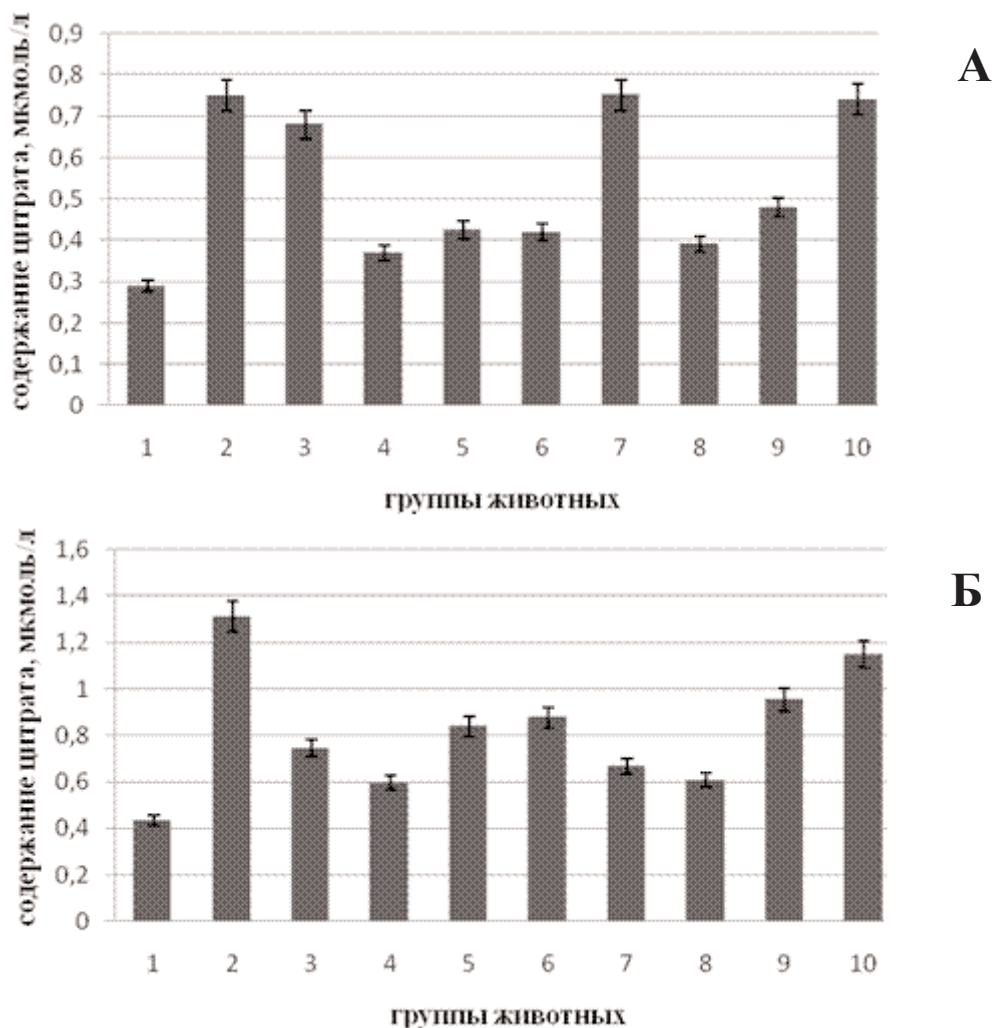 содержание цитрата, мкмоль/л
0,9
0,8
0,7
0,6
0,5
0,4
0,3
0,2
0,1
0
1 2 3 4 5 6 7 8 9 10
группы животных
А
содержание цитрата, мкмоль/л
1,6
1,4
1,2
1
0,8
0,6
0,4
0,2
0
1 2 3 4 5 6 7 8 9 10
группы животных
Б